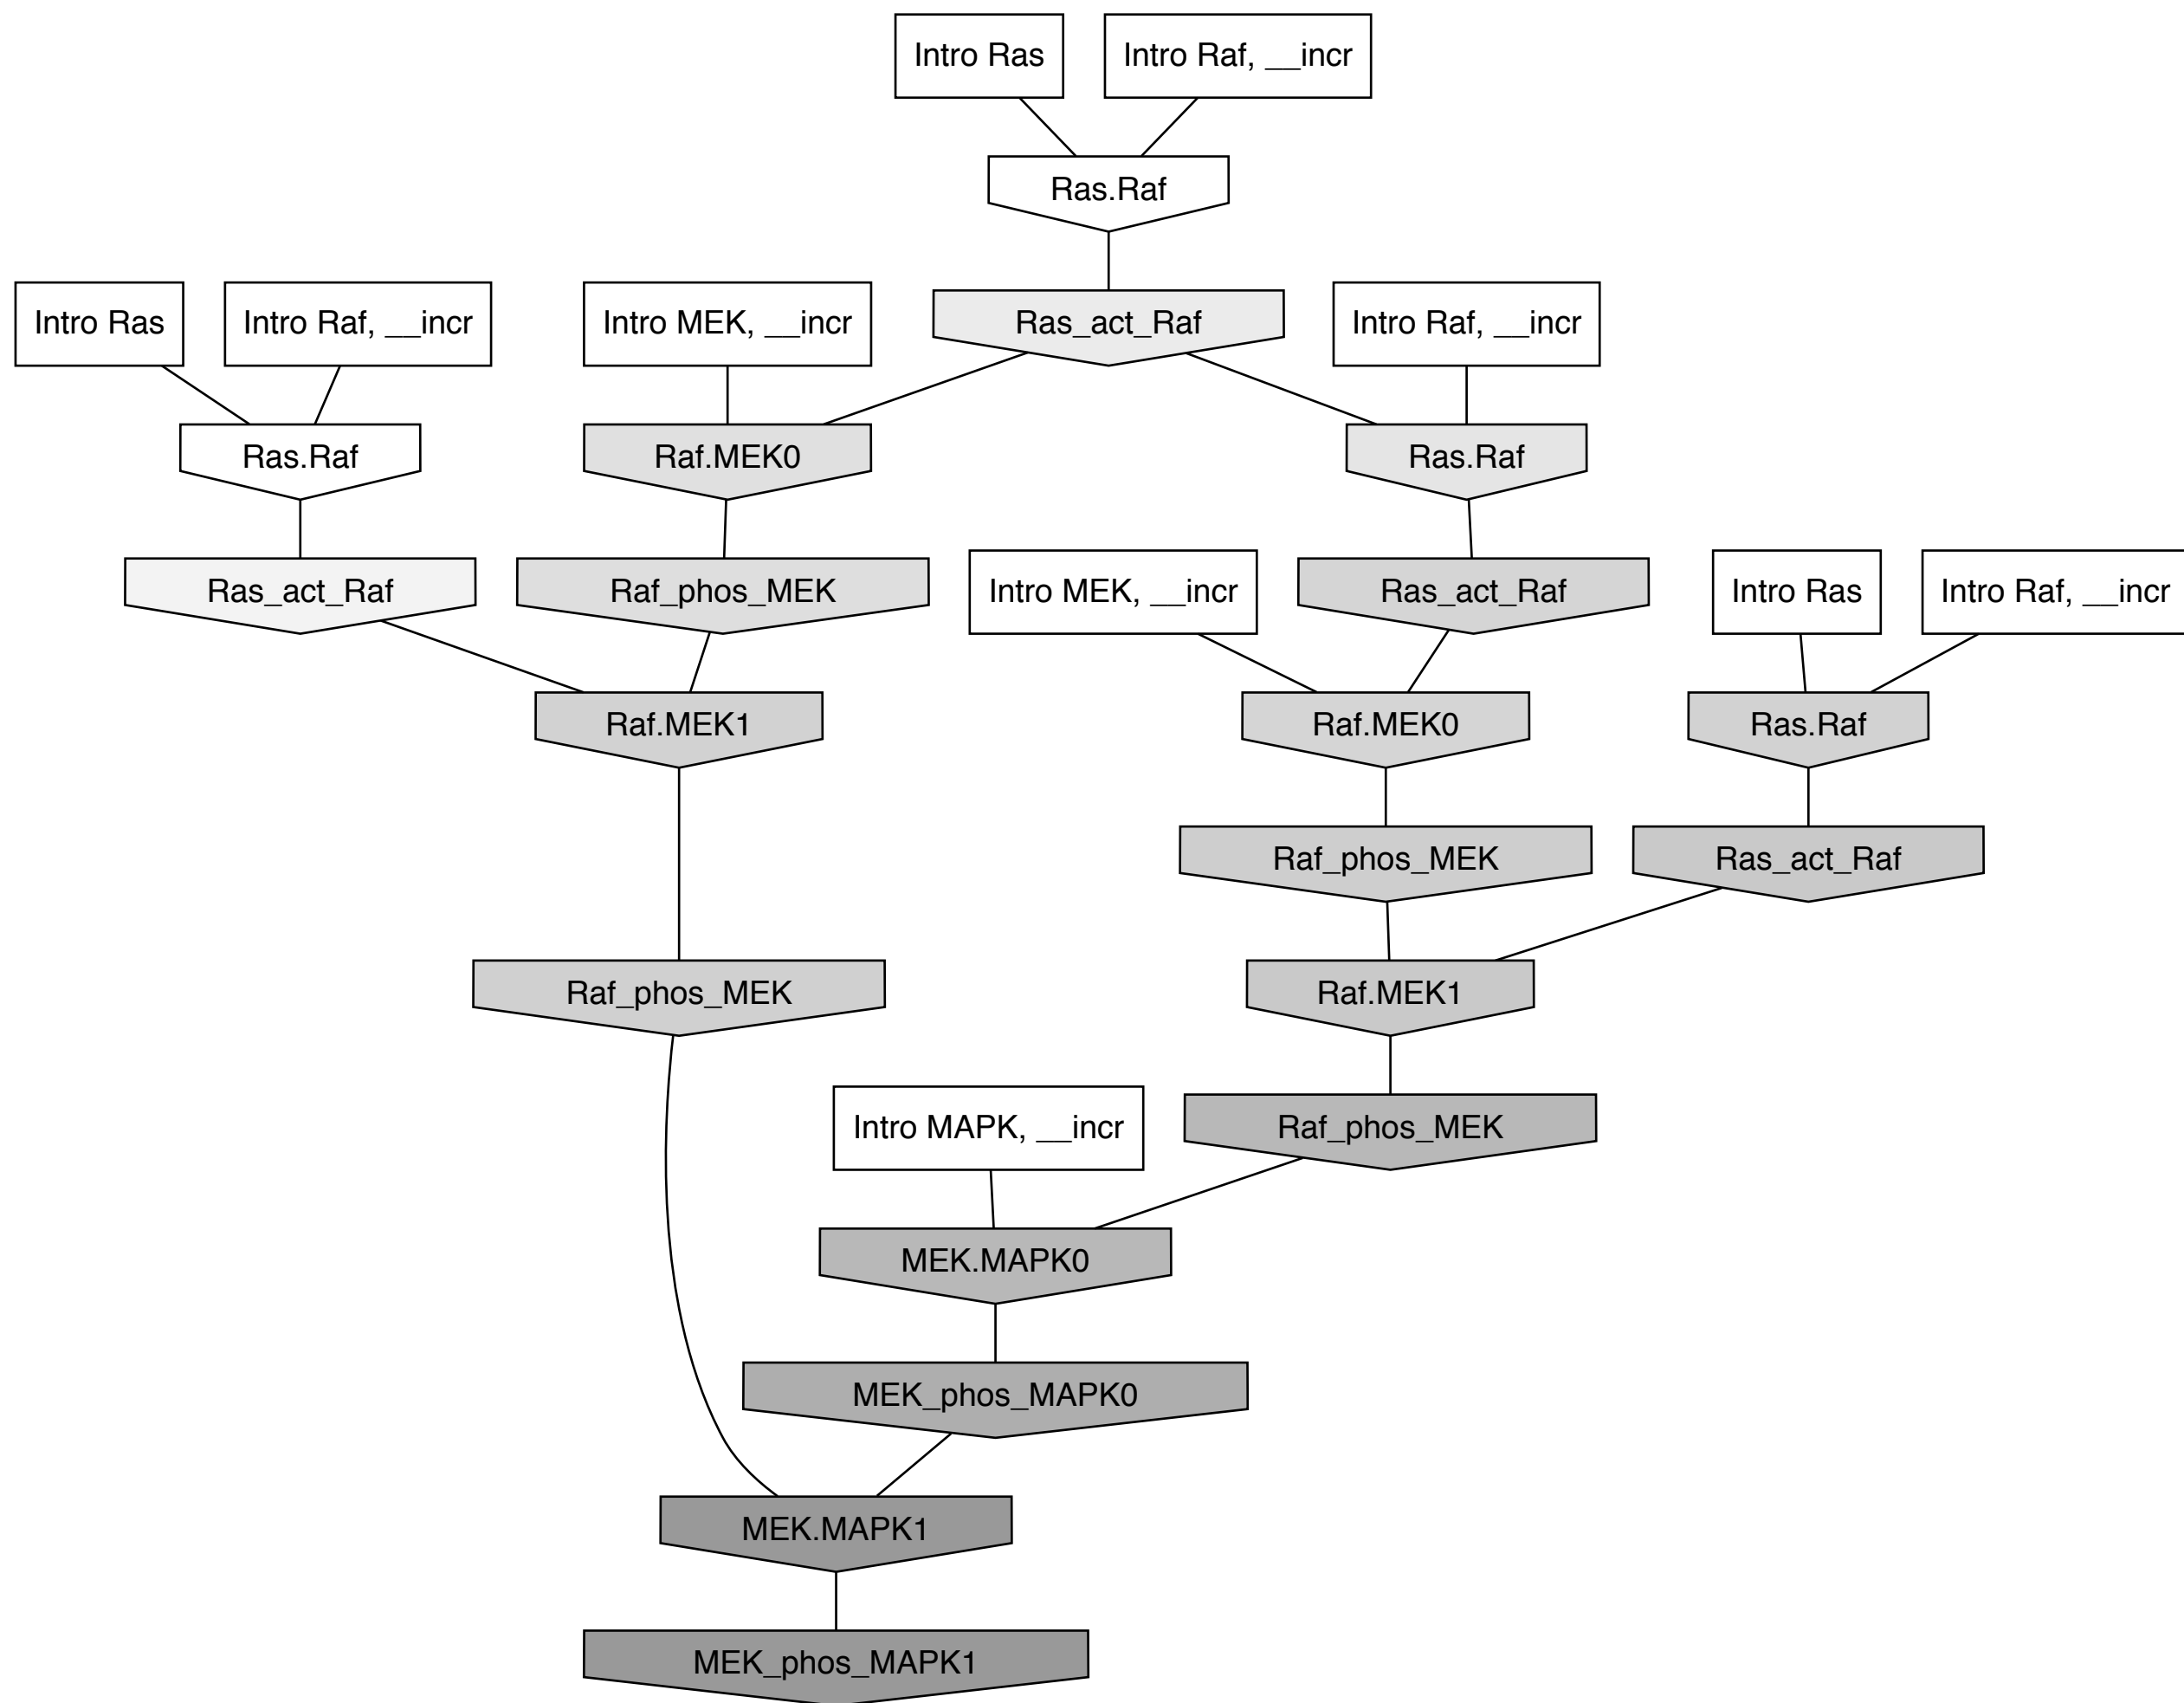 Intro Ras
Intro Raf, __incr
Ras.Raf
Intro Ras
Intro Raf, __incr
Intro MEK, __incr
Ras_act_Raf
Intro Raf, __incr
Ras.Raf
Raf.MEK0
Ras.Raf
Ras_act_Raf
Raf_phos_MEK
Intro MEK, __incr
Ras_act_Raf
Intro Ras
Intro Raf, __incr
Raf.MEK1
Raf.MEK0
Ras.Raf
Raf_phos_MEK
Ras_act_Raf
Raf_phos_MEK
Raf.MEK1
Intro MAPK, __incr
Raf_phos_MEK
MEK.MAPK0
MEK_phos_MAPK0
MEK.MAPK1
MEK_phos_MAPK1